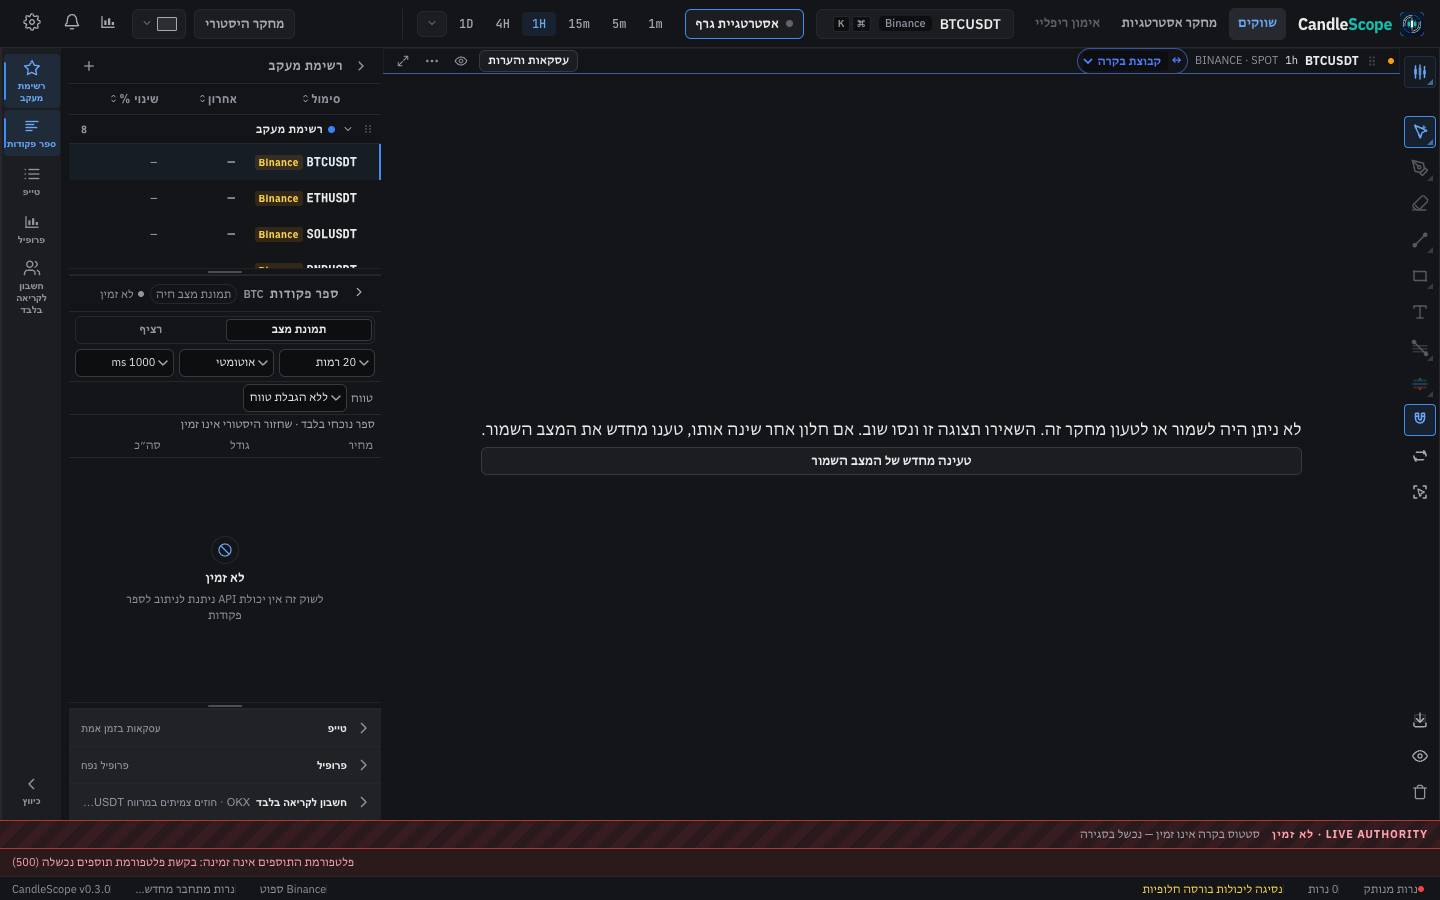 CandleScope
שווקים
מחקר אסטרטגיות
אימון ריפליי
BTCUSDT Binance ⌘ K
אסטרטגיית גרף
1m 5m 15m 1H 4H 1D
מחקר היסטורי
BTCUSDT 1h BINANCE · SPOT
קבוצת בקרה
עסקאות והערות
רשימת מעקב
סימול אחרון שינוי %
רשימת מעקב 8
BTCUSDT Binance — —
ETHUSDT Binance — —
SOLUSDT Binance — —
ספר פקודות BTC תמונת מצב חיה לא זמין
תמונת מצב רציף
20 רמות אוטומטי 1000 ms
טווח ללא הגבלת טווח
ספר נוכחי בלבד · שחזור היסטורי אינו זמין
מחיר גודל סה״כ
לא זמין
לשוק זה אין יכולת API ניתנת לניתוב לספר
פקודות
טייפ עסקאות בזמן אמת
פרופיל פרופיל נפח
חשבון לקריאה בלבד OKX · חוזים צמיתים במרווח USDT…
רשימת
מעקב
ספר פקודות
טייפ
פרופיל
חשבון
לקריאה
בלבד
כיווץ
לא ניתן היה לשמור או לטעון מחקר זה. השאירו תצוגה זו ונסו שוב. אם חלון אחר שינה אותו, טענו מחדש את המצב השמור.
טעינה מחדש של המצב השמור
LIVE AUTHORITY · לא זמין סטטוס בקרה אינו זמין — נכשל בסגירה
פלטפורמת התוספים אינה זמינה: בקשת פלטפורמת תוספים נכשלה (500)
נרות מנותק 0 נרות נסיגה ליכולות בורסה חלופיות
Binance ספוט נרות מתחבר מחדש... CandleScope v0.3.0